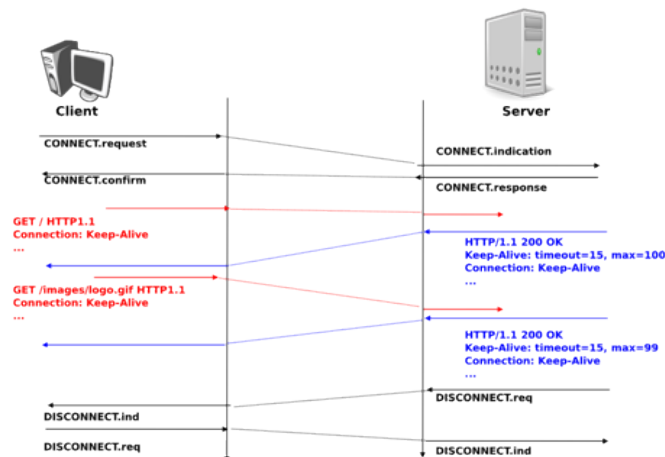 Client
Server
CONNECT.request
CONNECT.indication
CONNECT.confirm
CONNECT.response
GET / HTTP1.1
Connection: Keep-Alive
...
HTTP/1.1 200 OK
Keep-Alive: timeout=15, max=100
Connection: Keep-Alive
...
GET /images/logo.gif HTTP1.1
Connection: Keep-Alive
...
HTTP/1.1 200 OK
Keep-Alive: timeout=15, max=99
Connection: Keep-Alive
...
DISCONNECT.req
DISCONNECT.ind
DISCONNECT.req
DISCONNECT.ind